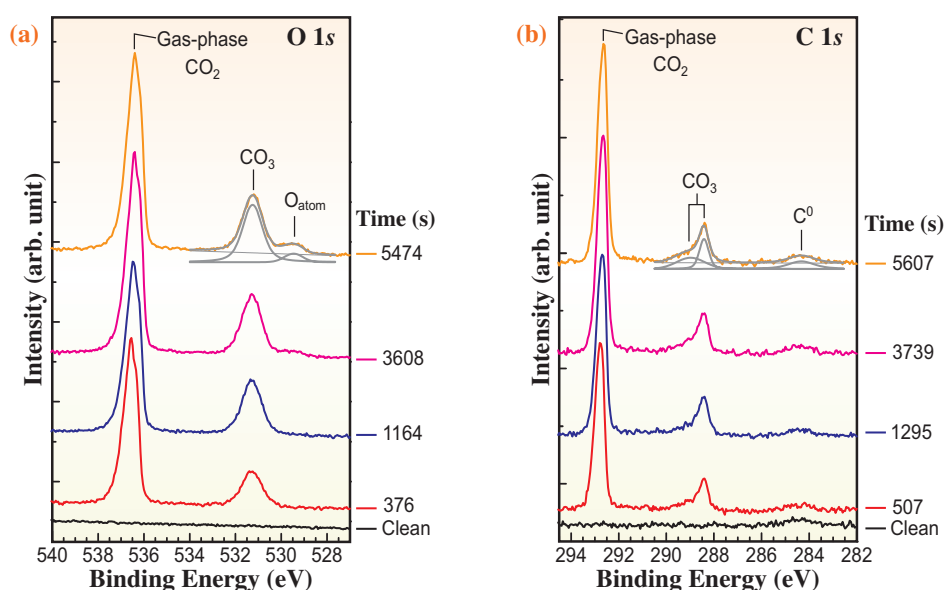 (a)
O 1s
Gas-phase
CO₂
CO₃
Oatom
Time (s)
5474
3608
1164
376
Clean
Intensity (arb. unit)
540 538 536 534 532 530 528
Binding Energy (eV)
(b)
C 1s
Gas-phase
CO₂
CO₃
C⁰
Time (s)
5607
3739
1295
507
Clean
Intensity (arb. unit)
294 292 290 288 286 284 282
Binding Energy (eV)